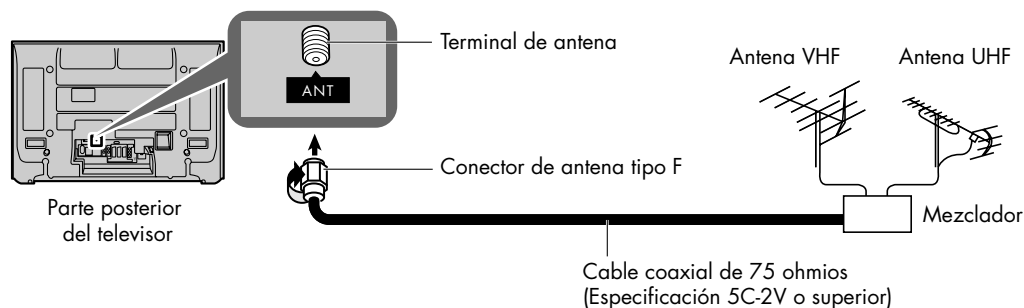 Terminal de antena
ANT
Antena VHF
Antena UHF
Conector de antena tipo F
Parte posterior
del televisor
Mezclador
Cable coaxial de 75 ohmios
(Especificación 5C-2V o superior)